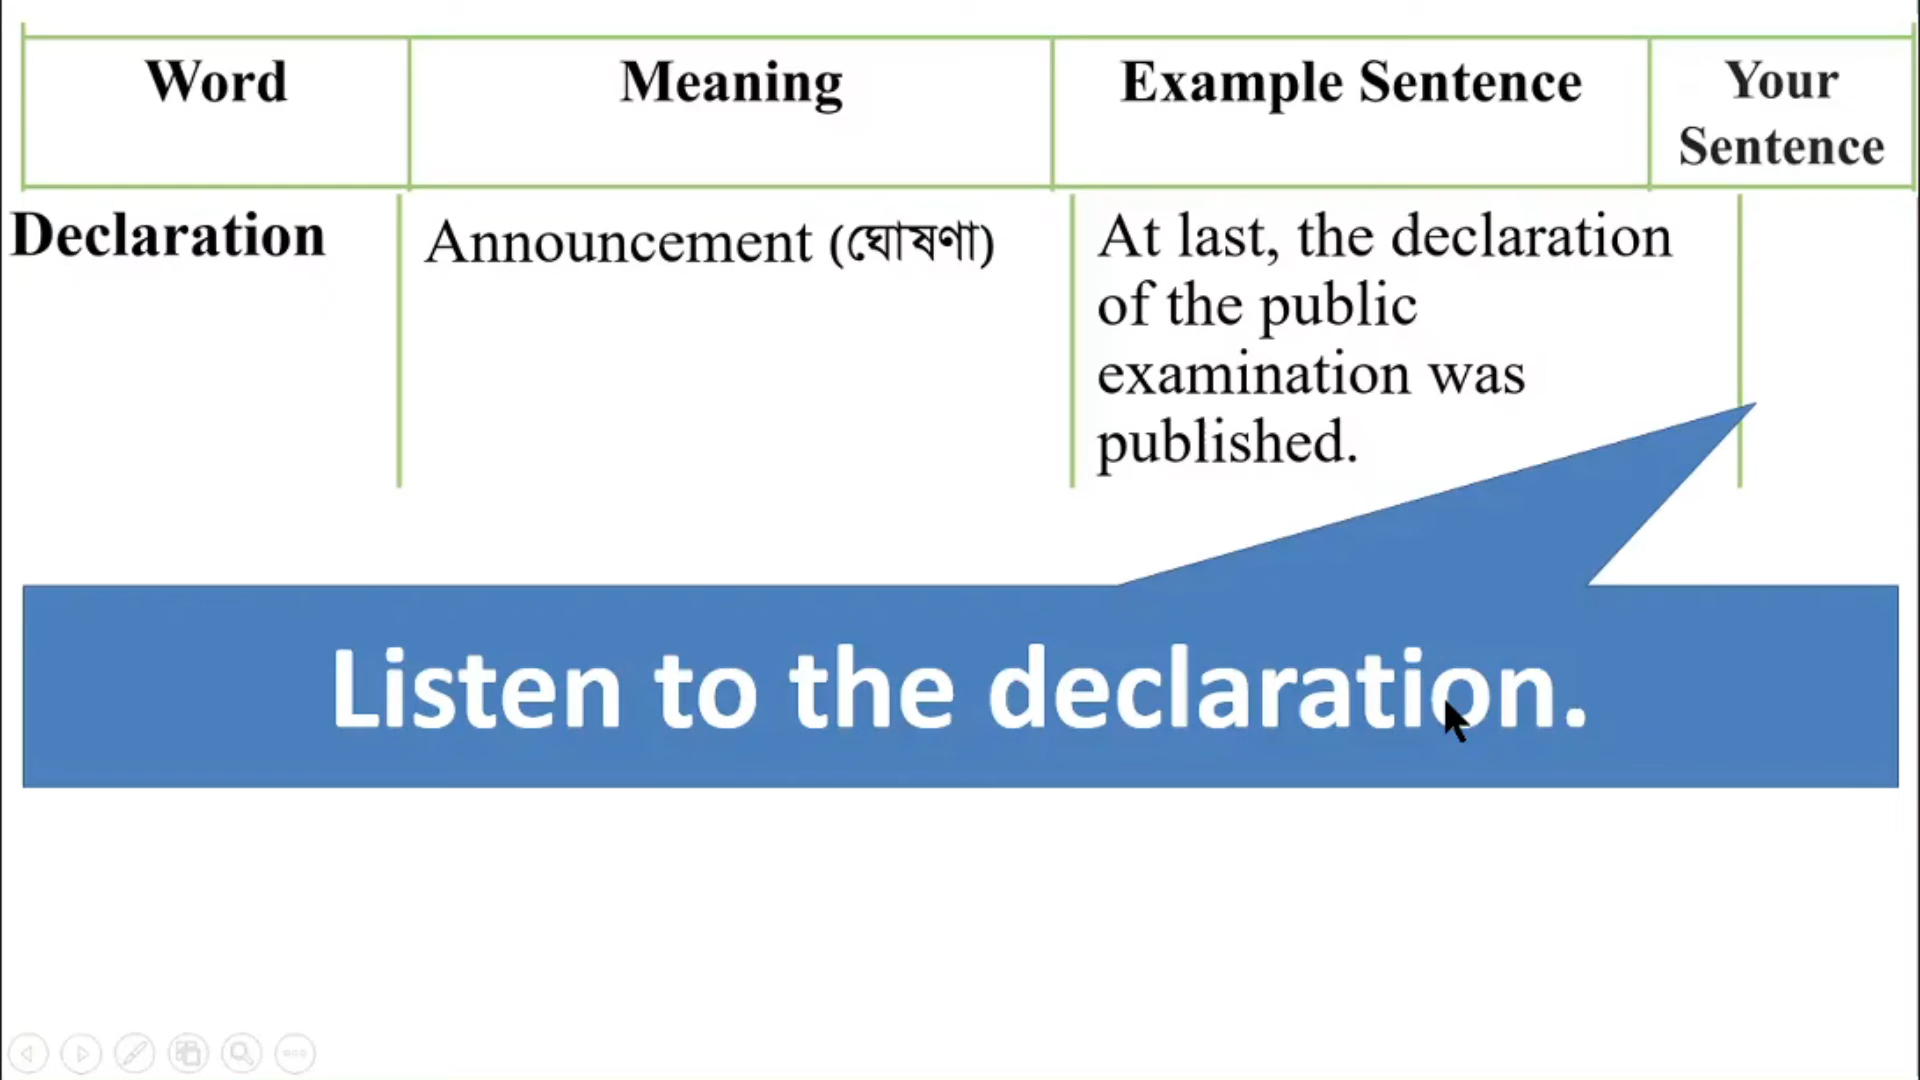 Word
Meaning
Example Sentence
Your
Sentence
Declaration
Announcement (ঘোষণা)
At last, the declaration
of the public
examination was
published.
Listen to the declaration.